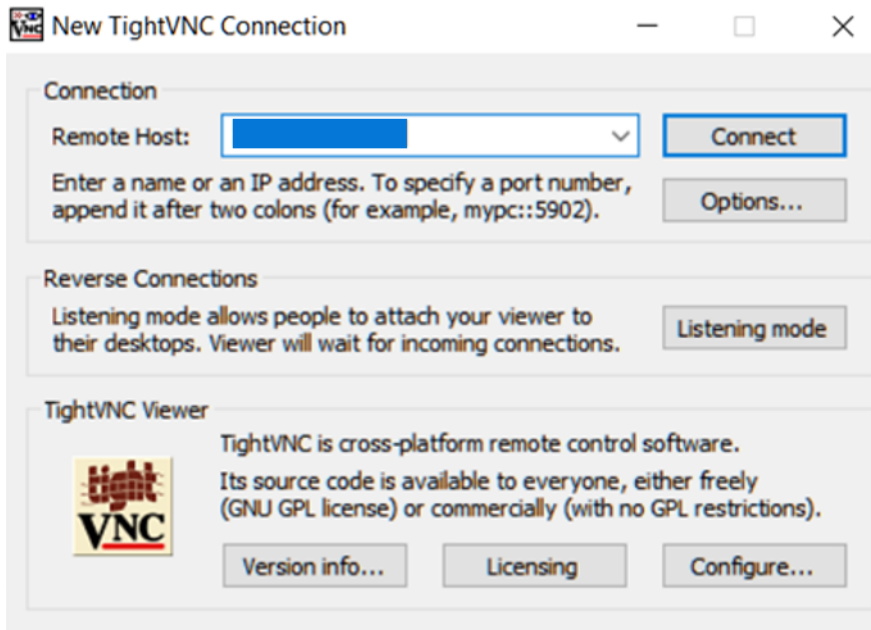 New TightVNC Connection
Connection
Remote Host:
Connect
Enter a name or an IP address. To specify a port number,
append it after two colons (for example, mypc::5902).
Options...
Reverse Connections
Listening mode allows people to attach your viewer to
their desktops. Viewer will wait for incoming connections.
Listening mode
TightVNC Viewer
tight
VNC
TightVNC is cross-platform remote control software.
Its source code is available to everyone, either freely
(GNU GPL license) or commercially (with no GPL restrictions).
Version info...
Licensing
Configure...